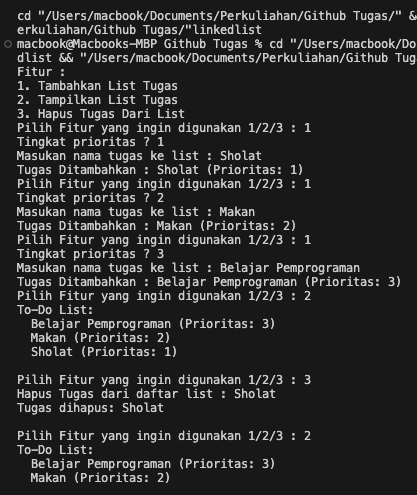 cd "/Users/macbook/Documents/Perkuliahan/Github Tugas/" &
erkuliahan/Github Tugas/"linkedlist
macbook@Macbooks-MBP Github Tugas % cd "/Users/macbook/Do
dlist && "/Users/macbook/Documents/Perkuliahan/Github Tug
Fitur :
1. Tambahkan List Tugas
2. Tampilkan List Tugas
3. Hapus Tugas Dari List
Pilih Fitur yang ingin digunakan 1/2/3 : 1
Tingkat prioritas ? 1
Masukan nama tugas ke list : Sholat
Tugas Ditambahkan : Sholat (Prioritas: 1)
Pilih Fitur yang ingin digunakan 1/2/3 : 1
Tingkat prioritas ? 2
Masukan nama tugas ke list : Makan
Tugas Ditambahkan : Makan (Prioritas: 2)
Pilih Fitur yang ingin digunakan 1/2/3 : 1
Tingkat prioritas ? 3
Masukan nama tugas ke list : Belajar Pemprograman
Tugas Ditambahkan : Belajar Pemprograman (Prioritas: 3)
Pilih Fitur yang ingin digunakan 1/2/3 : 2
To-Do List:
Belajar Pemprograman (Prioritas: 3)
Makan (Prioritas: 2)
Sholat (Prioritas: 1)
Pilih Fitur yang ingin digunakan 1/2/3 : 3
Hapus Tugas dari daftar list : Sholat
Tugas dihapus: Sholat
Pilih Fitur yang ingin digunakan 1/2/3 : 2
To-Do List:
Belajar Pemprograman (Prioritas: 3)
Makan (Prioritas: 2)